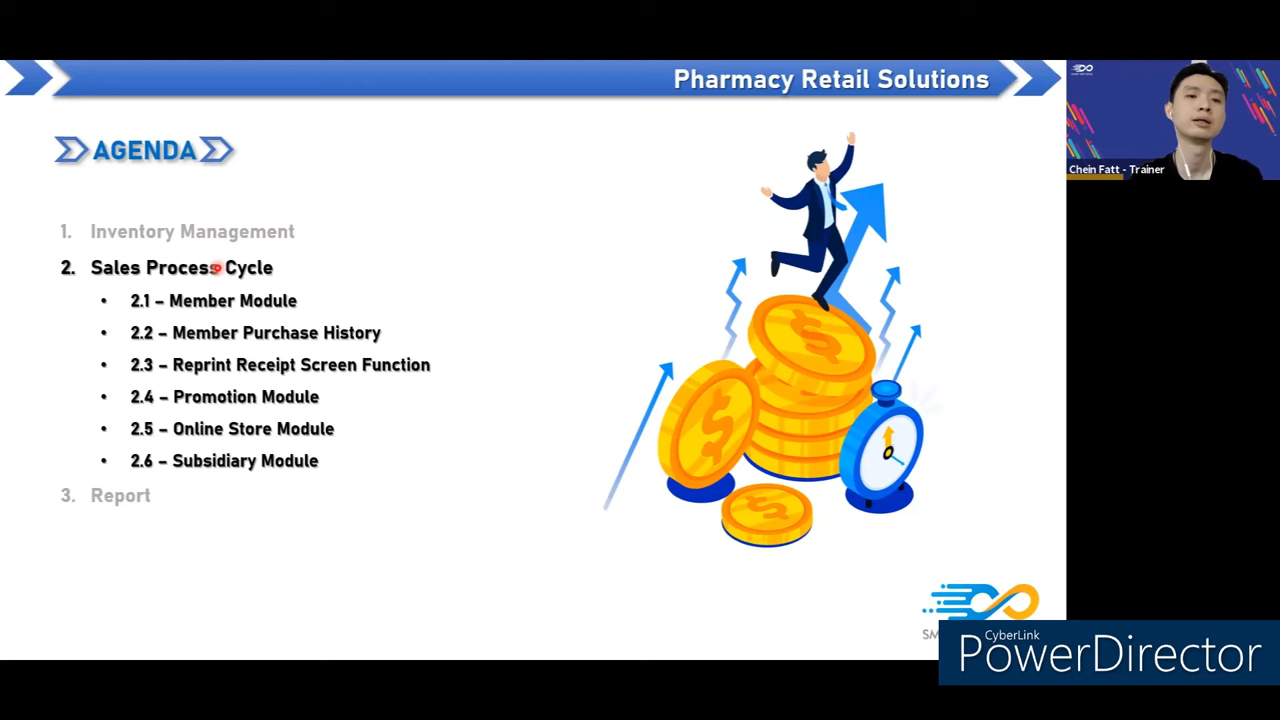 Pharmacy Retail Solutions
AGENDA
1. Inventory Management
2. Sales Process Cycle
• 2.1 – Member Module
• 2.2 – Member Purchase History
• 2.3 – Reprint Receipt Screen Function
• 2.4 – Promotion Module
• 2.5 – Online Store Module
• 2.6 – Subsidiary Module
3. Report
Chein Fatt - Trainer
SM
CyberLink
PowerDirector